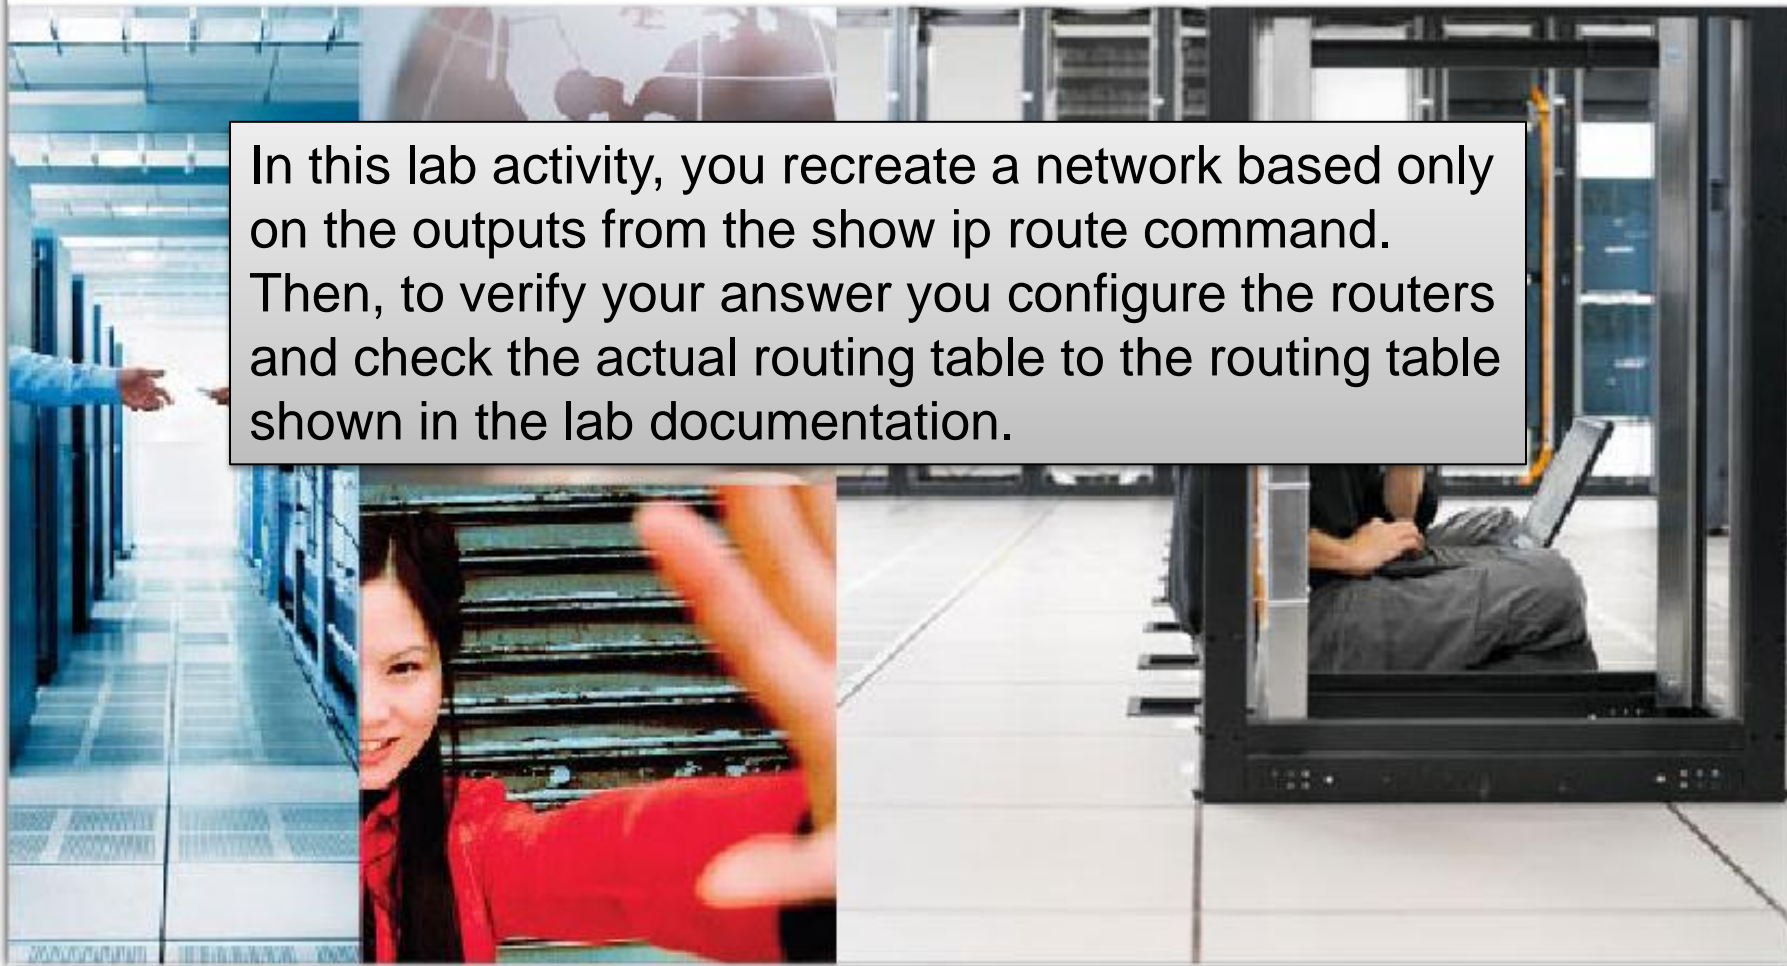 In this lab activity, you recreate a network based only
on the outputs from the show ip route command.
Then, to verify your answer you configure the routers
and check the actual routing table to the routing table
shown in the lab documentation.